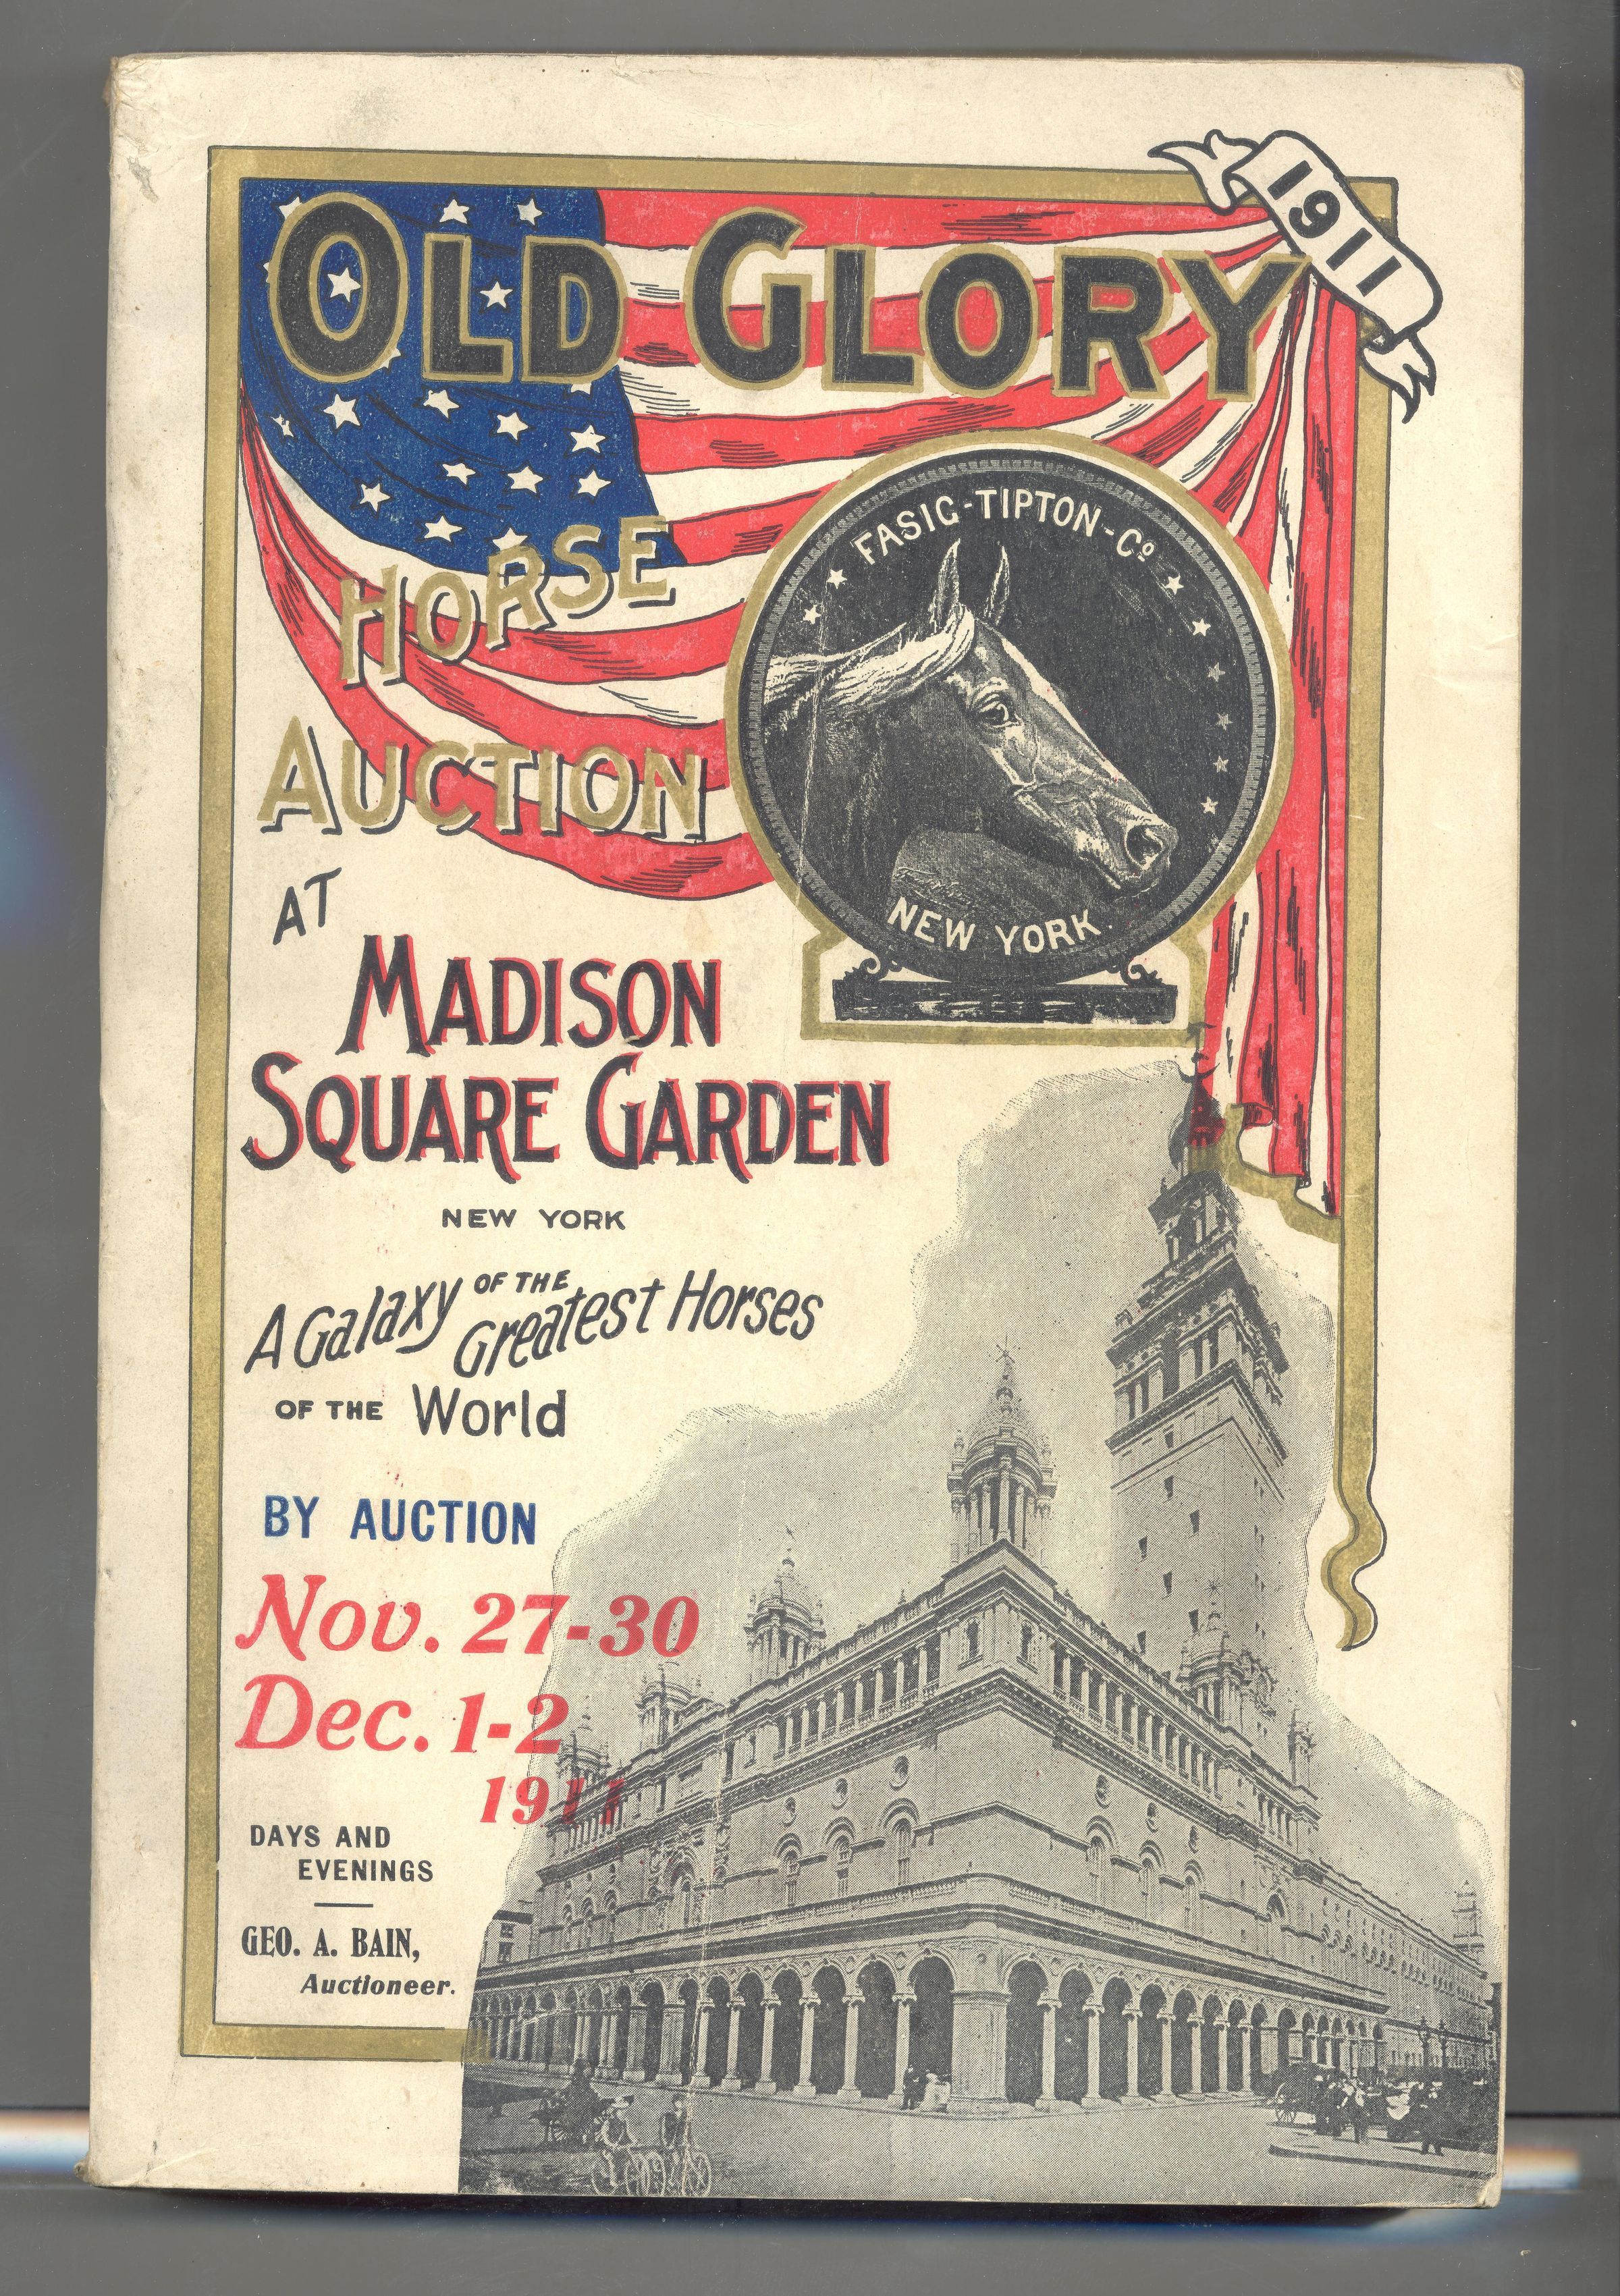 1911
OLD GLORY
HORSE
AUCTION
FASIG-TIPTON-Co
NEW YORK
AT
MADISON
SQUARE GARDEN
NEW YORK
A Galaxy OF THE Greatest Horses
OF THE World
BY AUCTION
Nov. 27-30
Dec. 1-2
1911
DAYS AND
EVENINGS
GEO. A. BAIN,
Auctioneer.